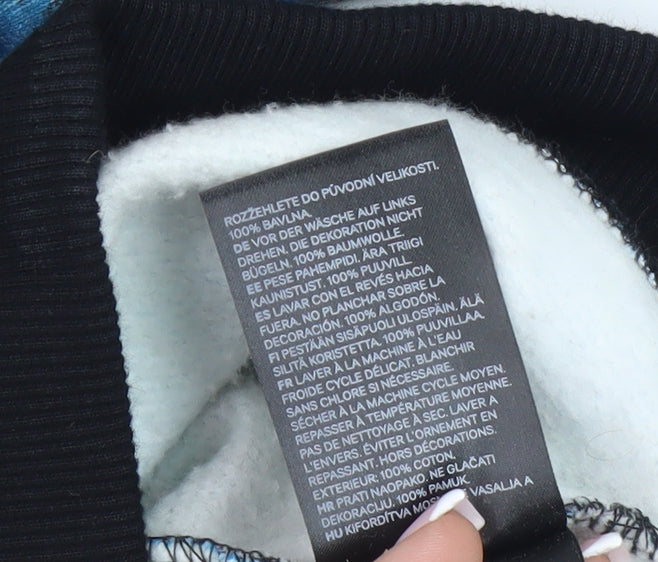 ROZŽEHLETE DO PŮVODNÍ VELIKOSTI.
100% BAVLNA.
DE VOR DER WÄSCHE AUF LINKS
DREHEN, DIE DEKORATION NICHT
BÜGELN. 100% BAUMWOLLE.
EE PESE PAHEMPIDI. ÄRA TRIIGI
KAUNISTUST. 100% PUUVILL.
ES LAVAR CON EL REVÉS HACIA
FUERA. NO PLANCHAR SOBRE LA
DECORACIÓN. 100% ALGODÓN.
FI PESTÄÄN SISÄPUOLI ULOSPÄIN. ÄLÄ
SILITÄ KORISTETTA. 100% PUUVILLAA.
FR LAVER À LA MACHINE À L'EAU
FROIDE CYCLE DÉLICAT. BLANCHIR
SANS CHLORE SI NÉCESSAIRE.
SÉCHER À LA MACHINE CYCLE MOYEN.
REPASSER À TEMPÉRATURE MOYENNE.
PAS DE NETTOYAGE À SEC. LAVER A
L'ENVERS. ÉVITER L'ORNEMENT EN
REPASSANT. HORS DÉCORATIONS.
EXTERIEUR: 100% COTON.
HR PRATI NAOPAKO. NE GLAČATI
DEKORACIJU. 100% PAMUK.
HU KIFORDÍTVA VASALJA A